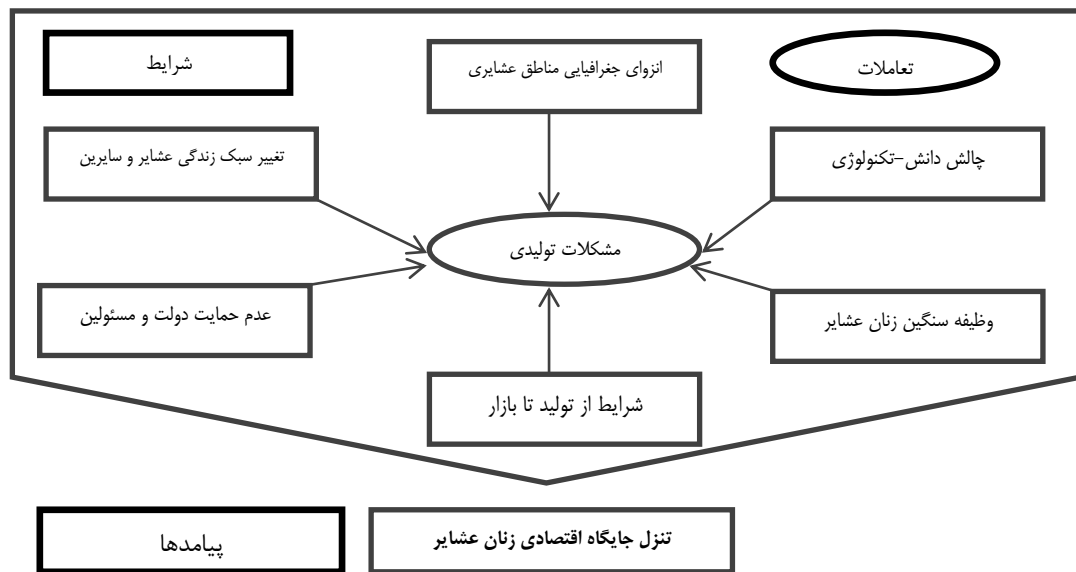 تعاملات
انزوای جغرافیایی مناطق عشایری
شرایط
چالش دانش-تکنولوژی
تغییر سبک زندگی عشایر و سایرین
مشکلات تولیدی
وظیفه سنگین زنان عشایر
عدم حمایت دولت و مسئولین
شرایط از تولید تا بازار
تنزل جایگاه اقتصادی زنان عشایر
پیامدها